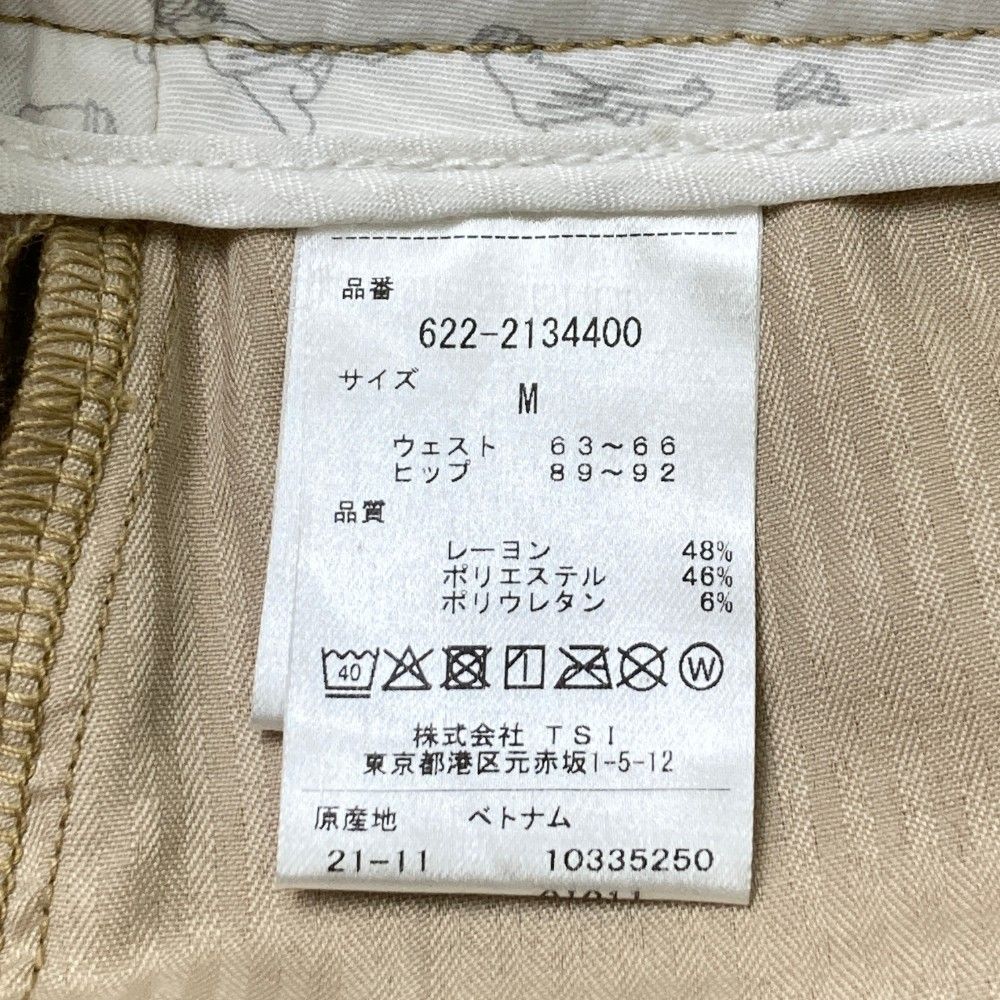 品番
622-2134400
サイズ
M
ウェスト 63～66
ヒップ 89～92
品質
レーヨン 48%
ポリエステル 46%
ポリウレタン 6%
40 W
株式会社 TSI
東京都港区元赤坂1-5-12
原産地 ベトナム
21-11 10335250